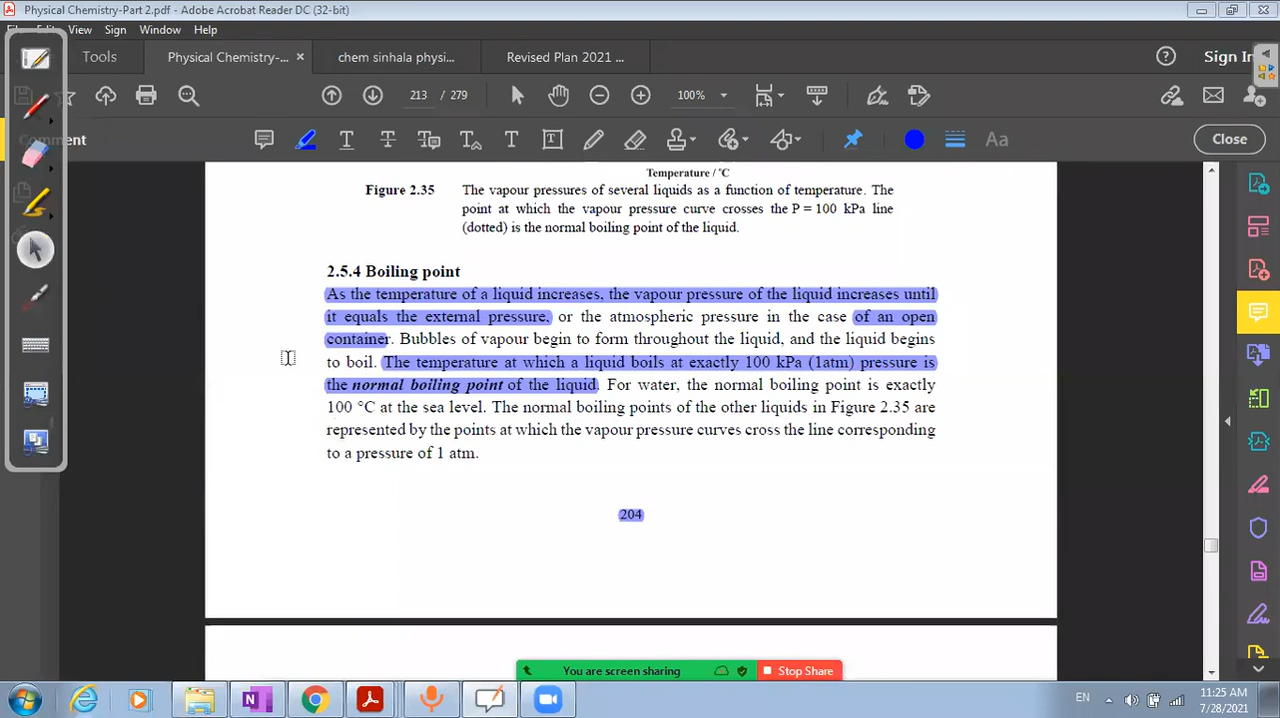 Physical Chemistry-Part 2.pdf - Adobe Acrobat Reader DC (32-bit)
View Sign Window Help
Tools Physical Chemistry-... × chem sinhala physi... Revised Plan 2021 ... Sign In
213 / 279 100%
Close
Temperature / °C
Figure 2.35 The vapour pressures of several liquids as a function of temperature. The
point at which the vapour pressure curve crosses the P = 100 kPa line
(dotted) is the normal boiling point of the liquid.
2.5.4 Boiling point
As the temperature of a liquid increases, the vapour pressure of the liquid increases until
it equals the external pressure, or the atmospheric pressure in the case of an open
container. Bubbles of vapour begin to form throughout the liquid, and the liquid begins
to boil. The temperature at which a liquid boils at exactly 100 kPa (1atm) pressure is
the normal boiling point of the liquid. For water, the normal boiling point is exactly
100 °C at the sea level. The normal boiling points of the other liquids in Figure 2.35 are
represented by the points at which the vapour pressure curves cross the line corresponding
to a pressure of 1 atm.
204
You are screen sharing Stop Share
EN 11:25 AM
7/28/2021